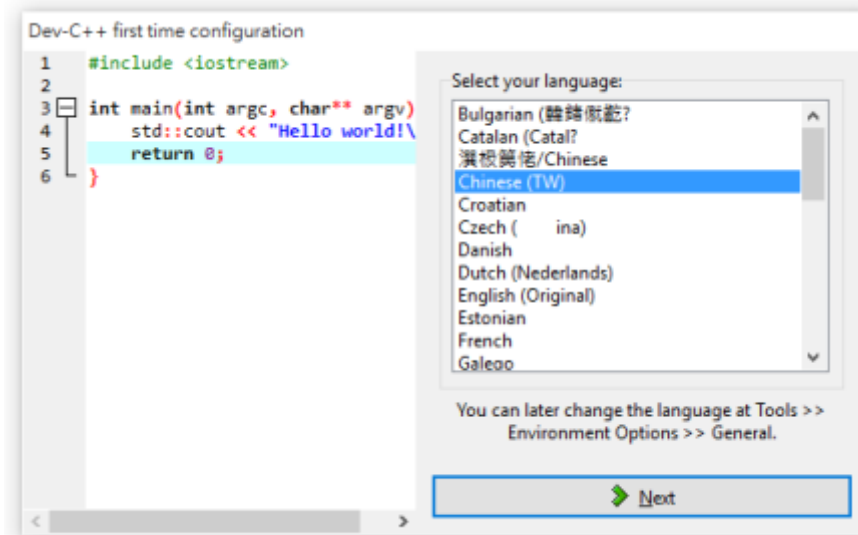 Dev-C++ first time configuration
1 #include <iostream>
2
3 int main(int argc, char** argv)
4 std::cout << "Hello world!\
5 return 0;
6 }
Select your language:
Bulgarian (
Catalan (Catal?
/Chinese
Chinese (TW)
Croatian
Czech ( ina)
Danish
Dutch (Nederlands)
English (Original)
Estonian
French
Galego
You can later change the language at Tools >>
Environment Options >> General.
Next